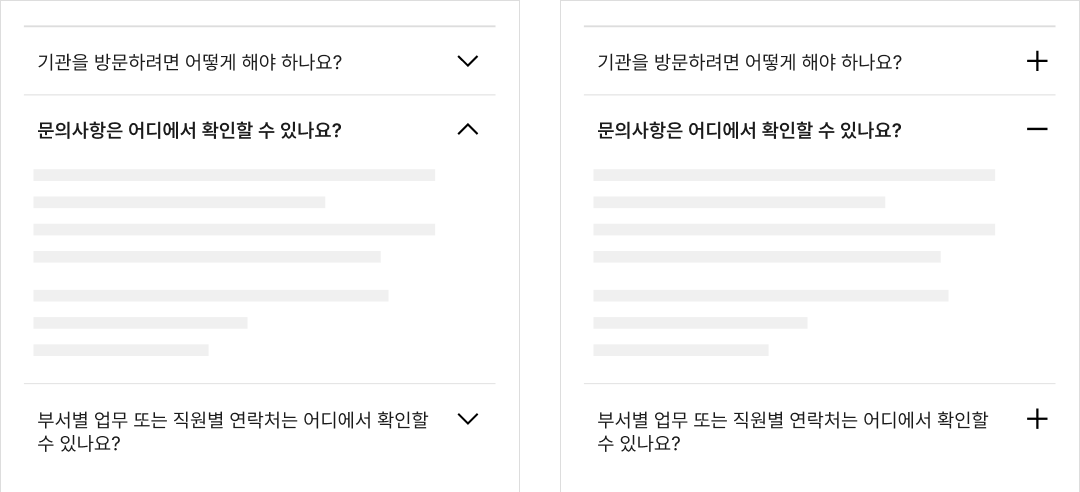 기관을 방문하려면 어떻게 해야 하나요?
문의사항은 어디에서 확인할 수 있나요?
부서별 업무 또는 직원별 연락처는 어디에서 확인할
수 있나요?
기관을 방문하려면 어떻게 해야 하나요?
문의사항은 어디에서 확인할 수 있나요?
부서별 업무 또는 직원별 연락처는 어디에서 확인할
수 있나요?